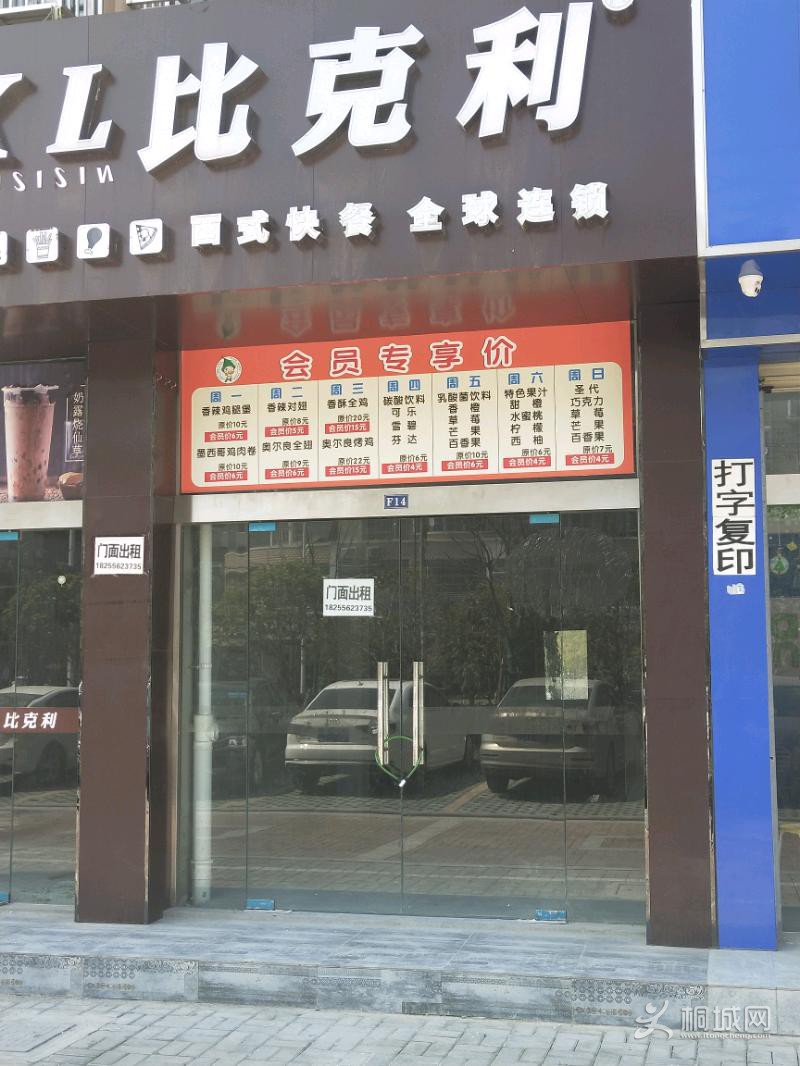 KL比克利
SISIN
西式快餐 全球连锁
会员专享价
周一
香辣鸡腿堡
原价10元
会员价6元
墨西哥鸡肉卷
原价10元
会员价6元
周二
香辣对翅
原价8元
会员价5元
奥尔良全翅
原价9元
会员价6元
周三
香酥全鸡
原价20元
会员价15元
奥尔良烤鸡
原价22元
会员价15元
周四
碳酸饮料
可乐
雪碧
芬达
原价6元
会员价4元
周五
乳酸菌饮料
香橙
草莓
芒果
百香果
原价10元
会员价6元
周六
特色果汁
甜橙
水蜜桃
柠檬
西柚
原价6元
会员价4元
周日
圣代
巧克力
草莓
芒果
百香果
原价7元
会员价4元
奶露烧仙草
F14
门面出租
18255623735
门面出租
18255623735
比克利
打字复印
桐城网
itongcheng.com